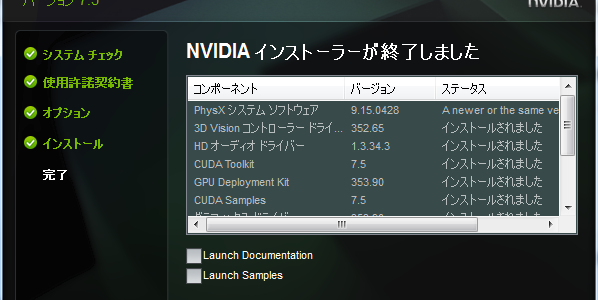 バージョン 7.5
NVIDIA.
システム チェック
使用許諾契約書
オプション
インストール
完了
NVIDIA インストーラーが終了しました
コンポーネント バージョン ステータス
PhysX システム ソフトウェア 9.15.0428 A newer or the same ve
3D Vision コントローラー ドライ... 352.65 インストールされました
HD オーディオ ドライバー 1.3.34.3 インストールされました
CUDA Toolkit 7.5 インストールされました
GPU Deployment Kit 353.90 インストールされました
CUDA Samples 7.5 インストールされました
Launch Documentation
Launch Samples